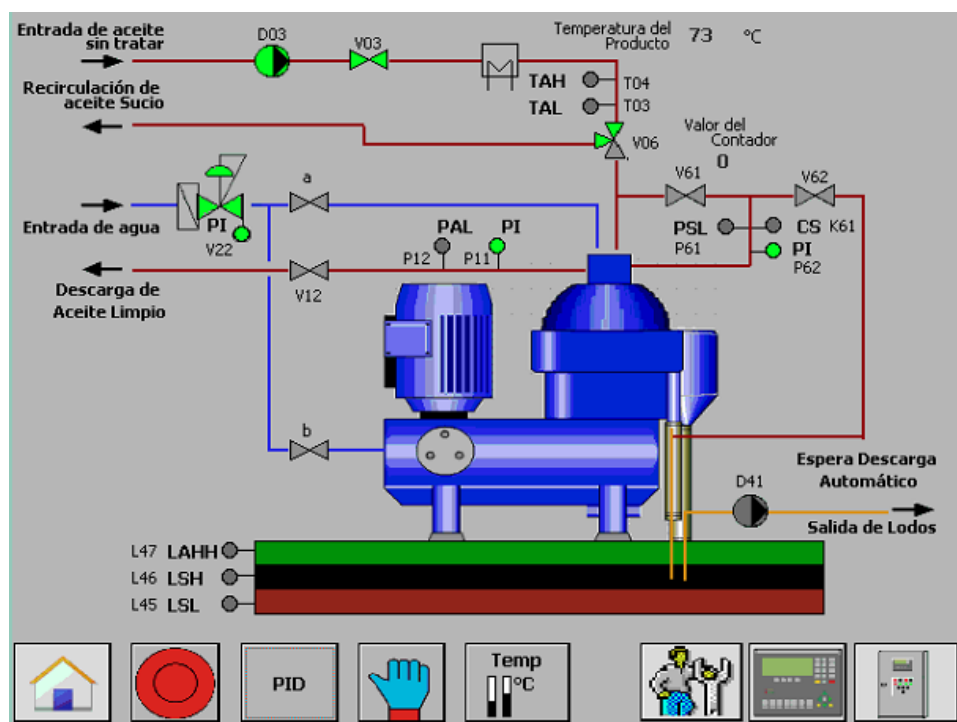 Entrada de aceite
sin tratar
D03
V03
Temperatura del
Producto
73 °C
Recirculación de
aceite Sucio
TAH
T04
TAL
T03
V06
Valor del
Contador
0
V61
V62
a
Entrada de agua
PI
V22
PAL
PI
P12
P11
PSL
P61
CS
K61
PI
P62
Descarga de
Aceite Limpio
V12
b
Espera Descarga
Automático
D41
Salida de Lodos
L47 LAHH
L46 LSH
L45 LSL
PID
Temp
°C